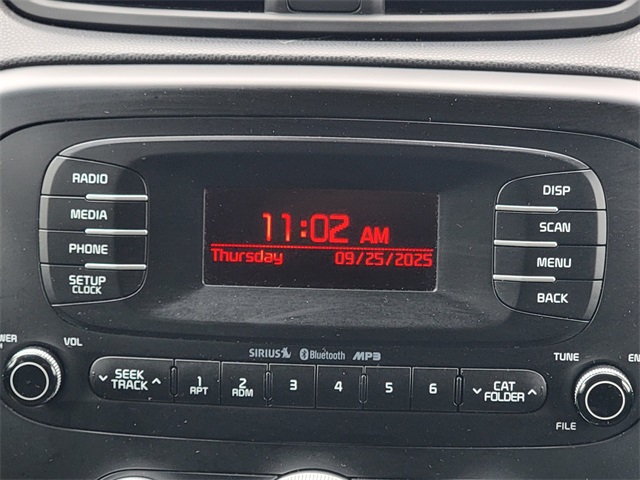 RADIO
MEDIA
PHONE
SETUP
CLOCK
11:02 AM
Thursday 09/25/2025
DISP
SCAN
MENU
BACK
VOL
SIRIUS Bluetooth MP3
TUNE
SEEK
TRACK
1
RPT
2
RDM
3
4
5
6
CAT
FOLDER
FILE